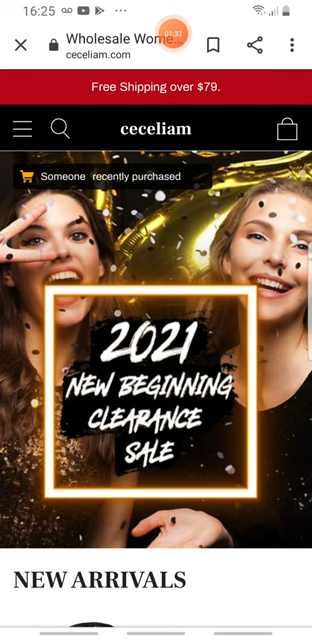 16:25
01:33
Wholesale Wome...
ceceliam.com
Free Shipping over $79.
ceceliam
Someone recently purchased
2021
NEW BEGINNING
CLEARANCE
SALE
NEW ARRIVALS